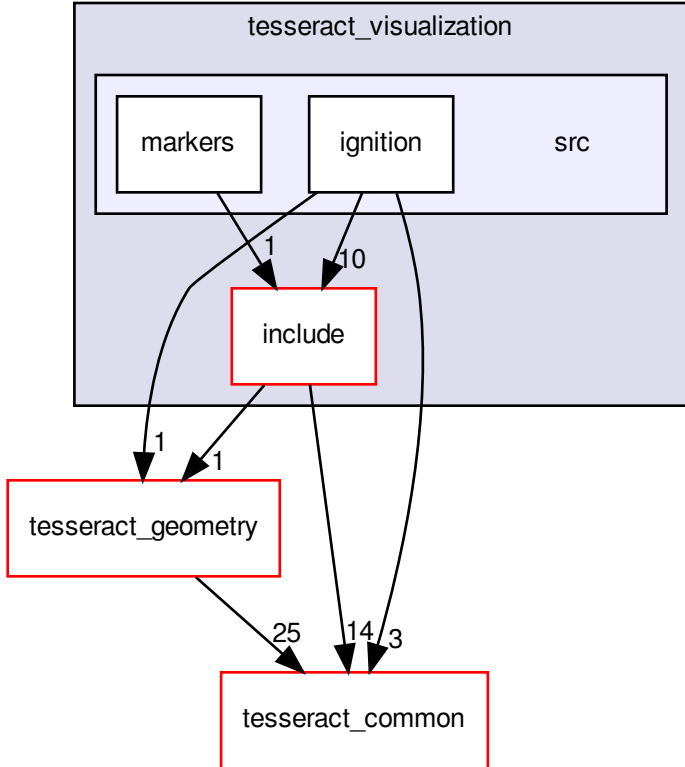 tesseract_visualization
markers
ignition
src
1
10
include
1
1
tesseract_geometry
25
14
3
tesseract_common